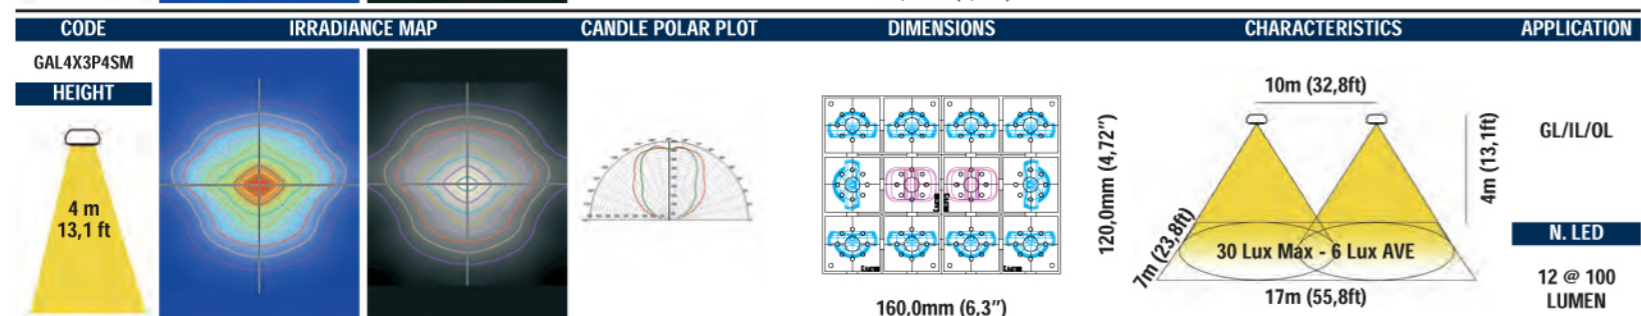 CODE IRRADIANCE MAP CANDLE POLAR PLOT DIMENSIONS CHARACTERISTICS APPLICATION
GAL4X3P4SM
HEIGHT
4 m
13,1 ft
160,0mm (6,3”)
120,0mm (4,72”)
10m (32,8ft)
4m (13,1ft)
7m (23,8ft)
30 Lux Max - 6 Lux AVE
17m (55,8ft)
GL/IL/OL
N. LED
12 @ 100
LUMEN